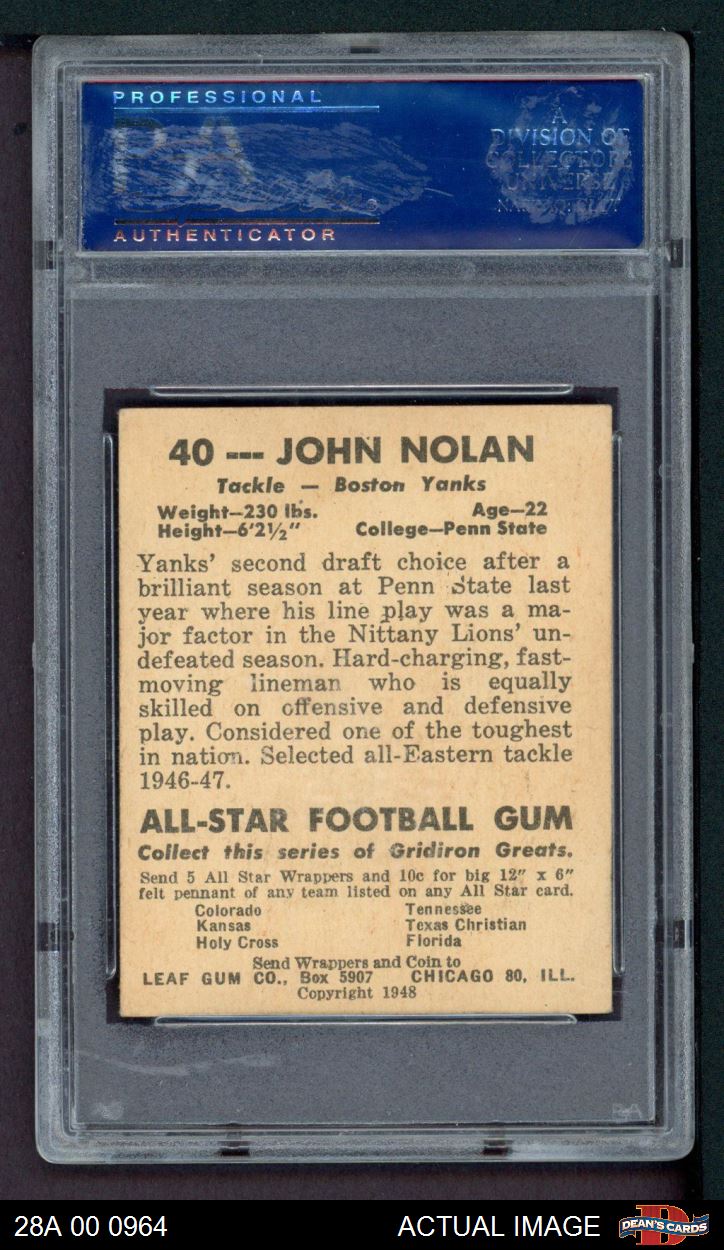 PROFESSIONAL
A
DIVISION OF
UNIVERSE
AUTHENTICATOR
40 --- JOHN NOLAN
Tackle — Boston Yanks
Weight—230 lbs. Age—22
Height—6'2½" College—Penn State
Yanks' second draft choice after a
brilliant season at Penn State last
year where his line play was a ma-
jor factor in the Nittany Lions' un-
defeated season. Hard-charging, fast-
moving lineman who is equally
skilled on offensive and defensive
play. Considered one of the toughest
in nation. Selected all-Eastern tackle
1946-47.
ALL-STAR FOOTBALL GUM
Collect this series of Gridiron Greats.
Send 5 All Star Wrappers and 10c for big 12" x 6"
felt pennant of any team listed on any All Star card.
Colorado Tennessee
Kansas Texas Christian
Holy Cross Florida
Send Wrappers and Coin to
LEAF GUM CO., Box 5907 CHICAGO 80, ILL.
Copyright 1948
28A 00 0964 ACTUAL IMAGE DEAN'S CARDS